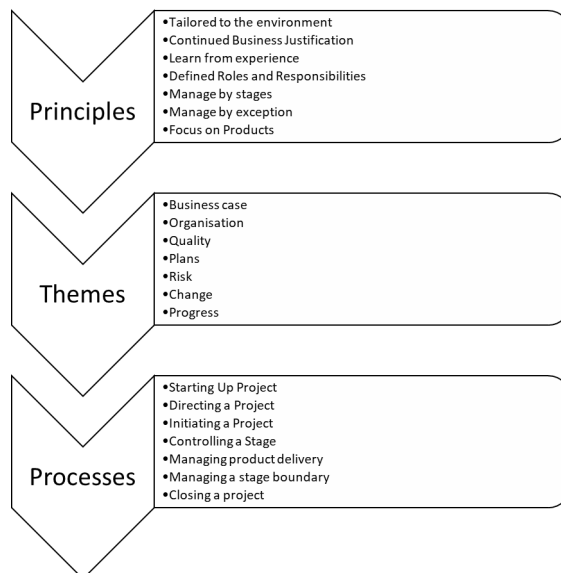 Principles
•Tailored to the environment
•Continued Business Justification
•Learn from experience
•Defined Roles and Responsibilities
•Manage by stages
•Manage by exception
•Focus on Products
Themes
•Business case
•Organisation
•Quality
•Plans
•Risk
•Change
•Progress
Processes
•Starting Up Project
•Directing a Project
•Initiating a Project
•Controlling a Stage
•Managing product delivery
•Managing a stage boundary
•Closing a project